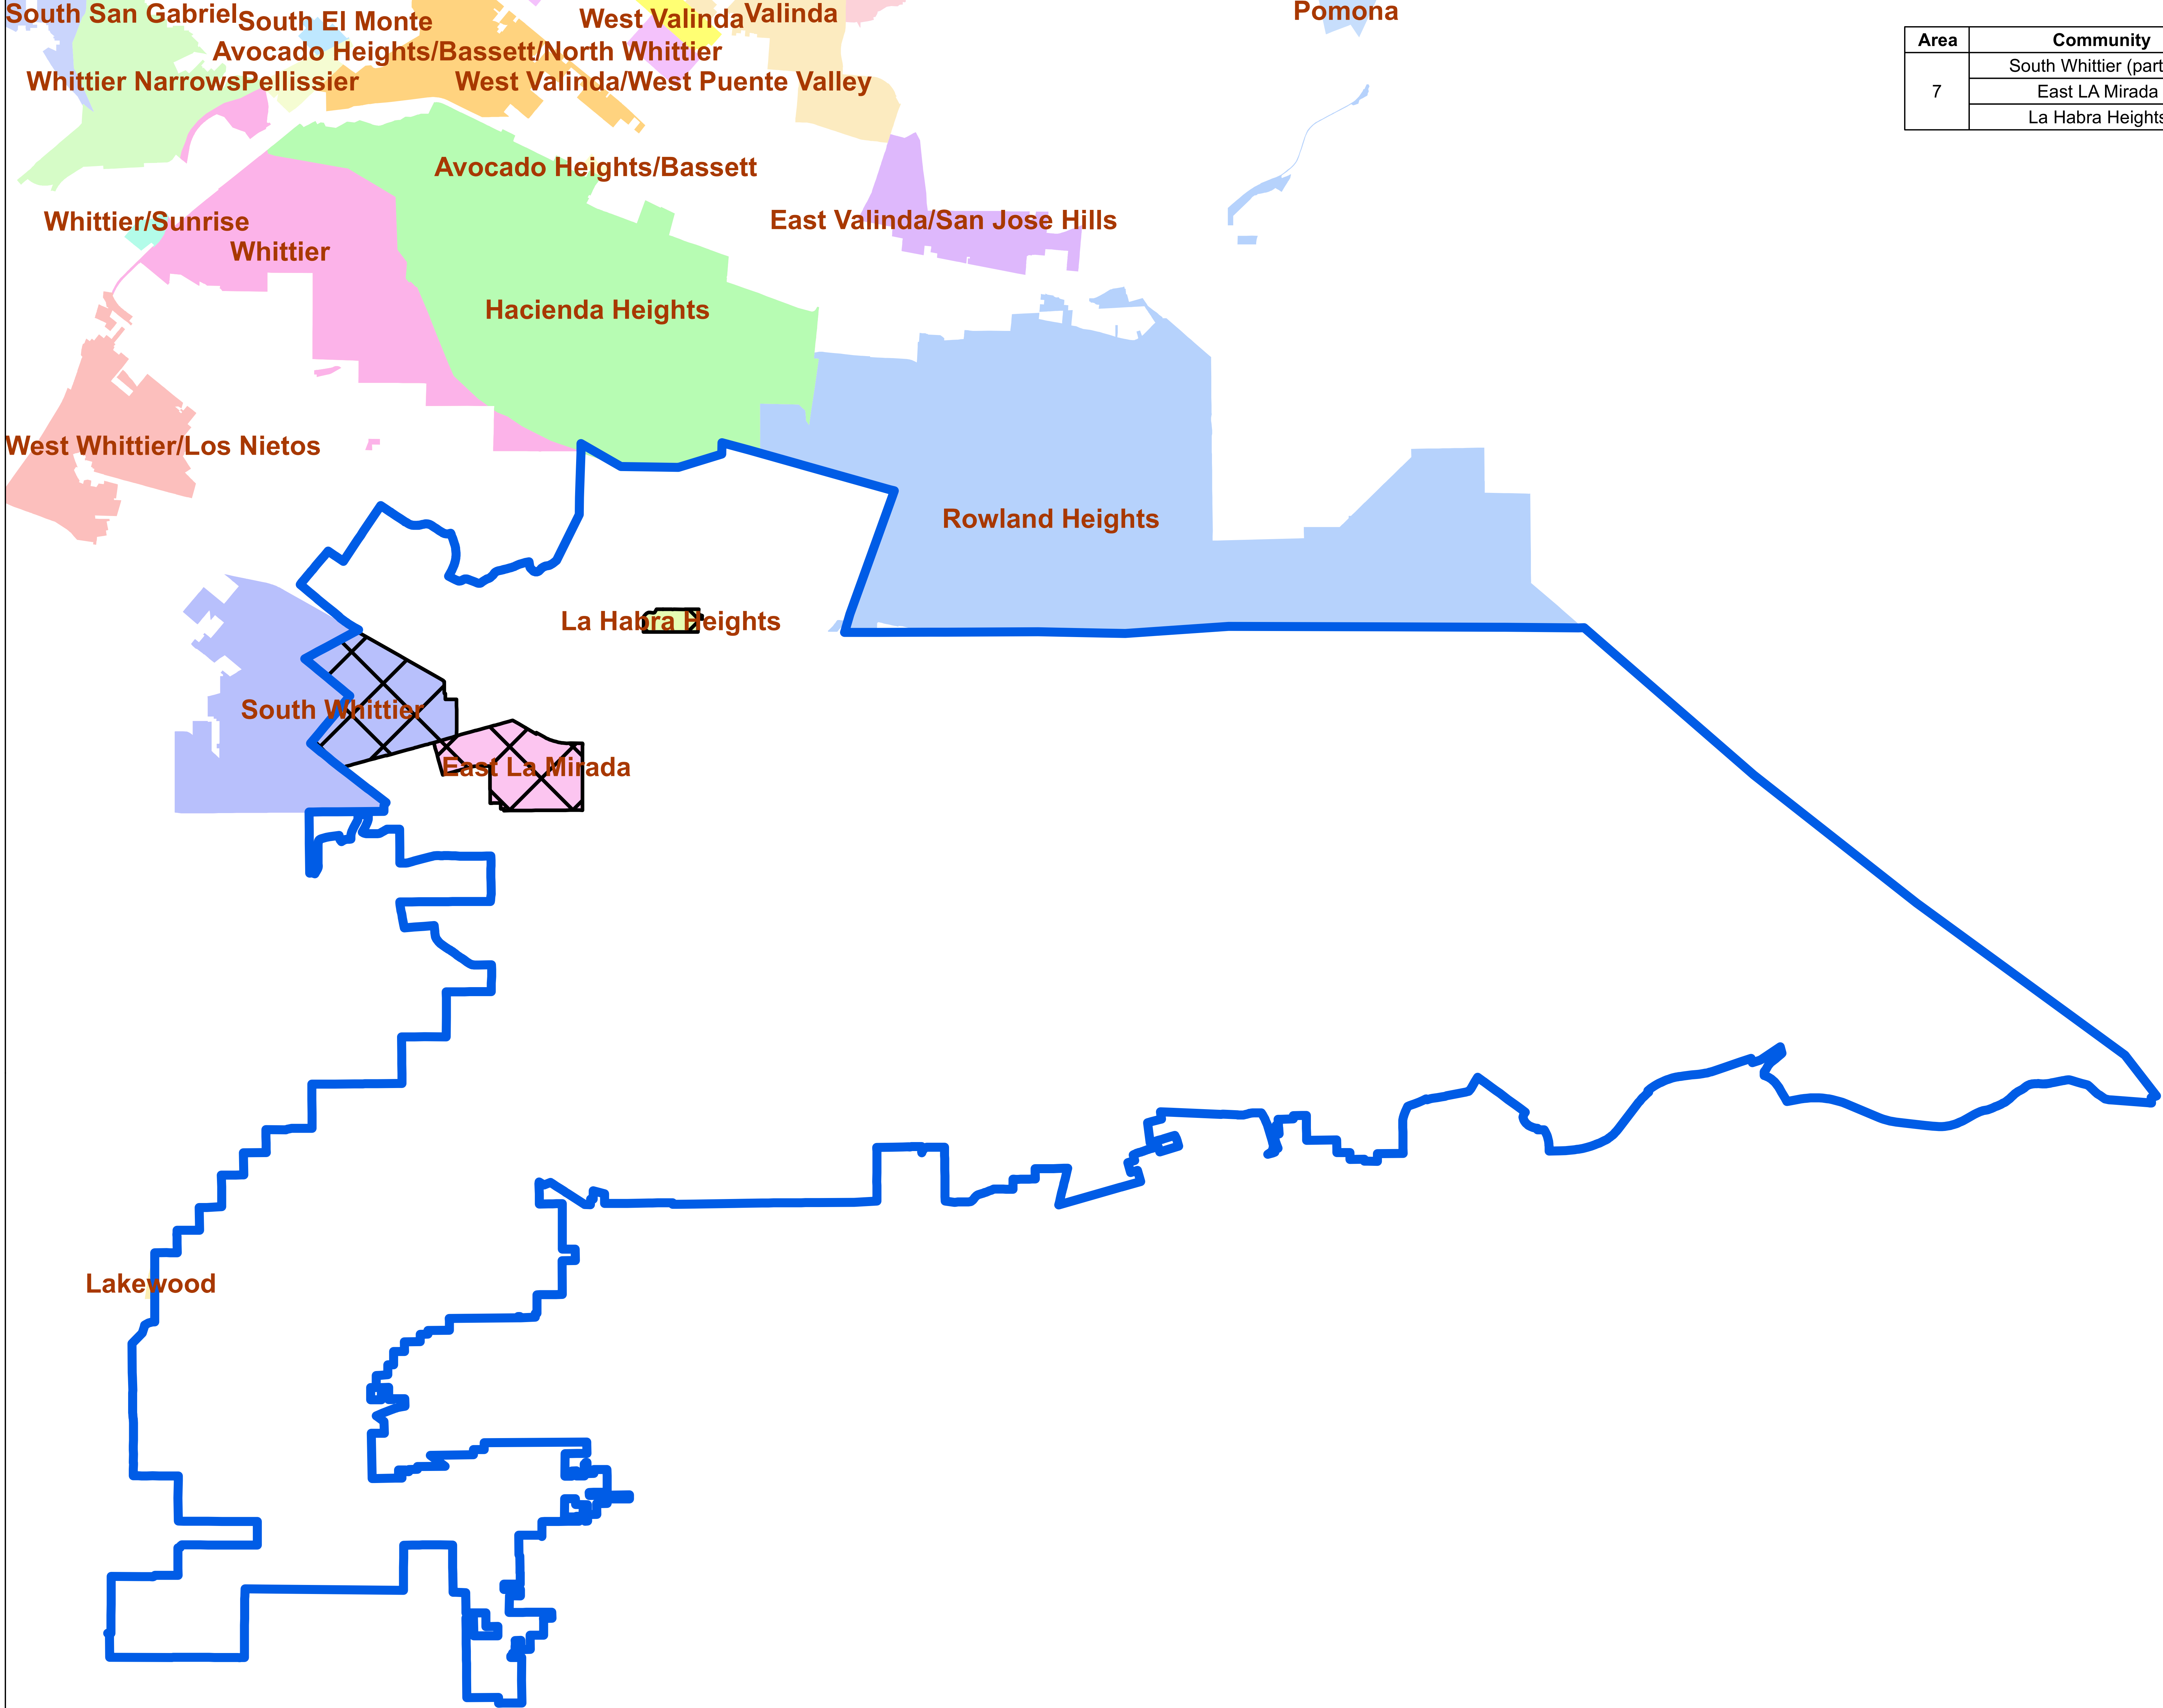 South San Gabriel
South El Monte
West Valinda
Valinda
Pomona
Avocado Heights/Bassett/North Whittier
Whittier Narrows
Pellissier
West Valinda/West Puente Valley
Area
Community
7
South Whittier (part
East LA Mirada
La Habra Heights
Avocado Heights/Bassett
Whittier/Sunrise
Whittier
East Valinda/San Jose Hills
Hacienda Heights
West Whittier/Los Nietos
Rowland Heights
La Habra Heights
South Whittier
East La Mirada
Lakewood